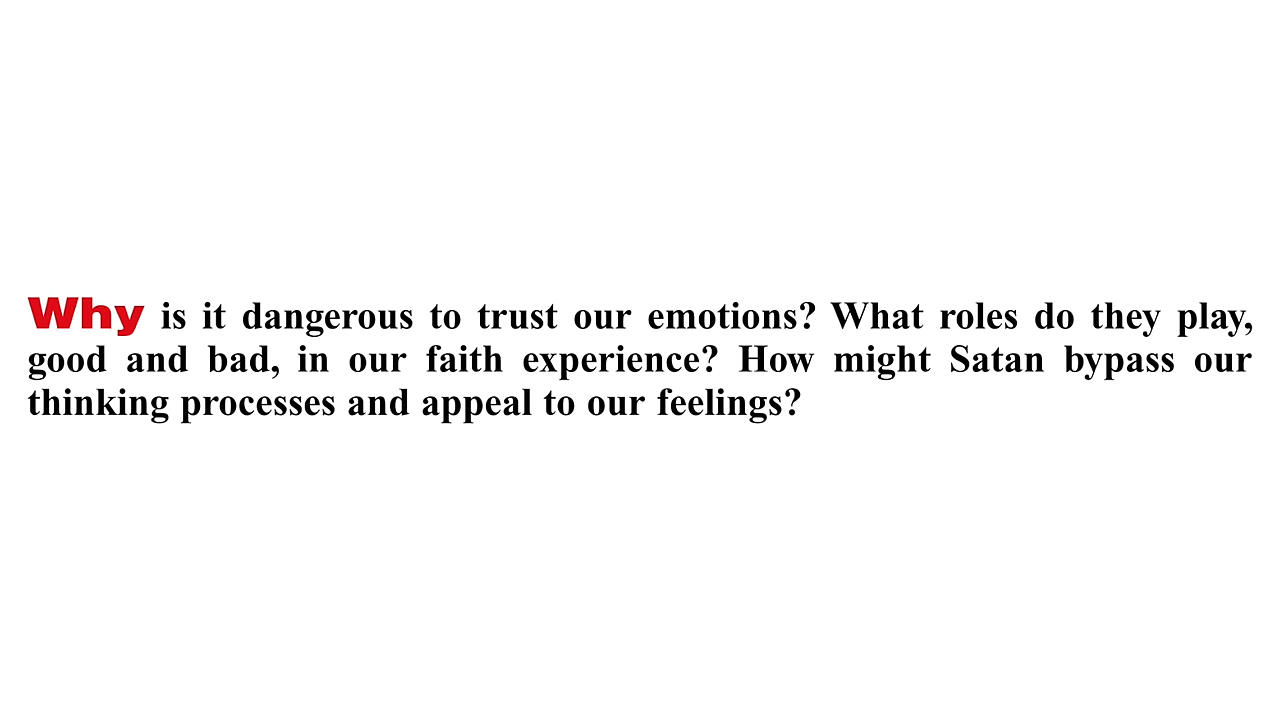 Why is it dangerous to trust our emotions? What roles do they play,
good and bad, in our faith experience? How might Satan bypass our
thinking processes and appeal to our feelings?